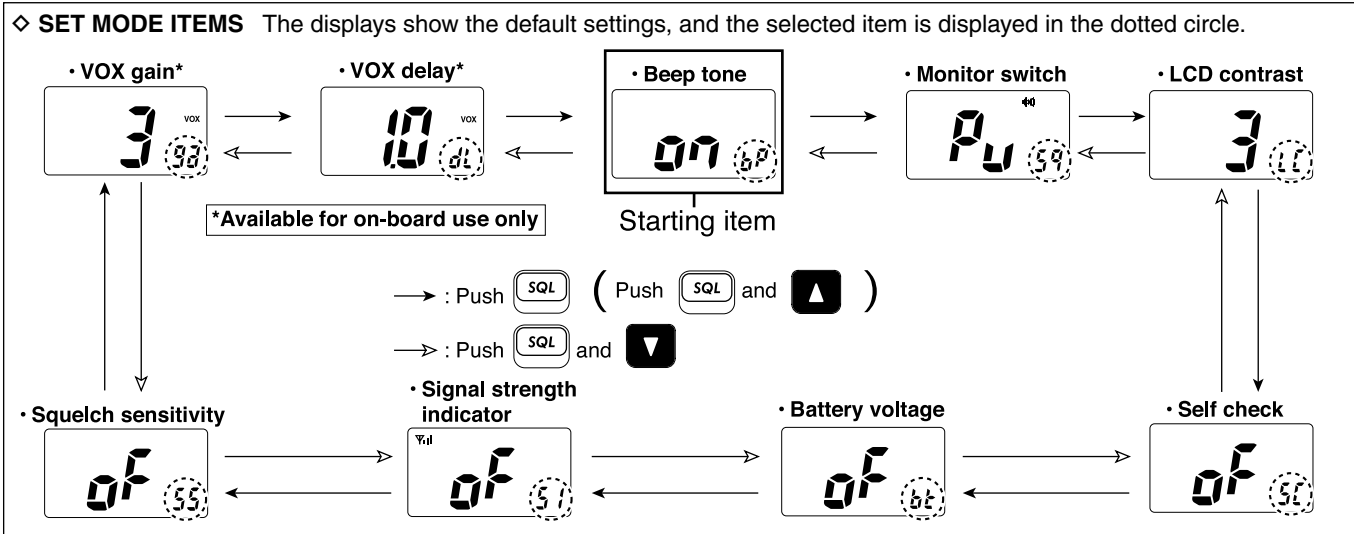 ◇ SET MODE ITEMS The displays show the default settings, and the selected item is displayed in the dotted circle.
· VOX gain*
3 VOX ga
· VOX delay*
1.0 VOX dL
· Beep tone
on bP
· Monitor switch
Pu Sq
· LCD contrast
3 LC
*Available for on-board use only
Starting item
: Push SQL ( Push SQL and ▲ )
: Push SQL and ▼
· Squelch sensitivity
oF SS
· Signal strength
indicator
oF SI
· Battery voltage
oF bt
· Self check
oF SC